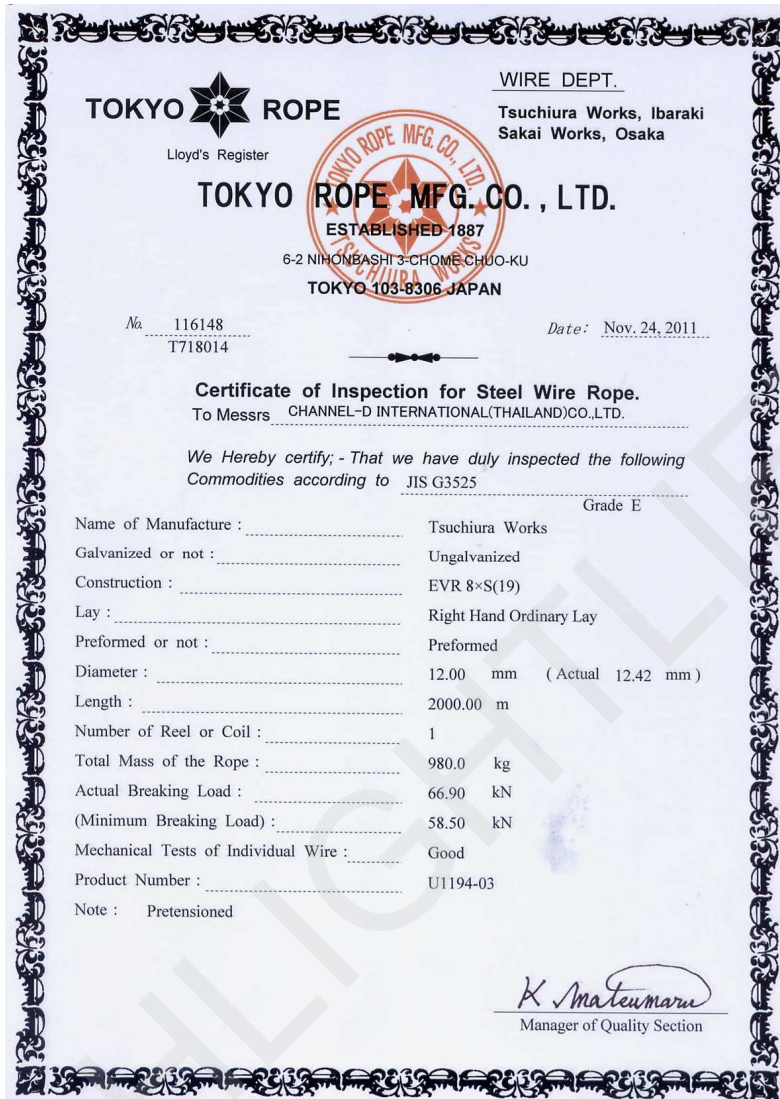 WIRE DEPT.
TOKYO ROPE
Tsuchiura Works, Ibaraki
Sakai Works, Osaka
Lloyd's Register
TOKYO ROPE MFG. CO., LTD.
TSUCHIURA WORKS
TOKYO ROPE MFG. CO., LTD.
ESTABLISHED 1887
6-2 NIHONBASHI 3-CHOME CHUO-KU
TOKYO 103-8306 JAPAN
No. 116148
T718014
Date: Nov. 24, 2011
Certificate of Inspection for Steel Wire Rope.
To Messrs CHANNEL-D INTERNATIONAL(THAILAND)CO.,LTD.
We Hereby certify; - That we have duly inspected the following
Commodities according to JIS G3525
Grade E
Name of Manufacture : Tsuchiura Works
Galvanized or not : Ungalvanized
Construction : EVR 8×S(19)
Lay : Right Hand Ordinary Lay
Preformed or not : Preformed
Diameter : 12.00 mm ( Actual 12.42 mm )
Length : 2000.00 m
Number of Reel or Coil : 1
Total Mass of the Rope : 980.0 kg
Actual Breaking Load : 66.90 kN
(Minimum Breaking Load) : 58.50 kN
Mechanical Tests of Individual Wire : Good
Product Number : U1194-03
Note : Pretensioned
K Matsumaru
Manager of Quality Section